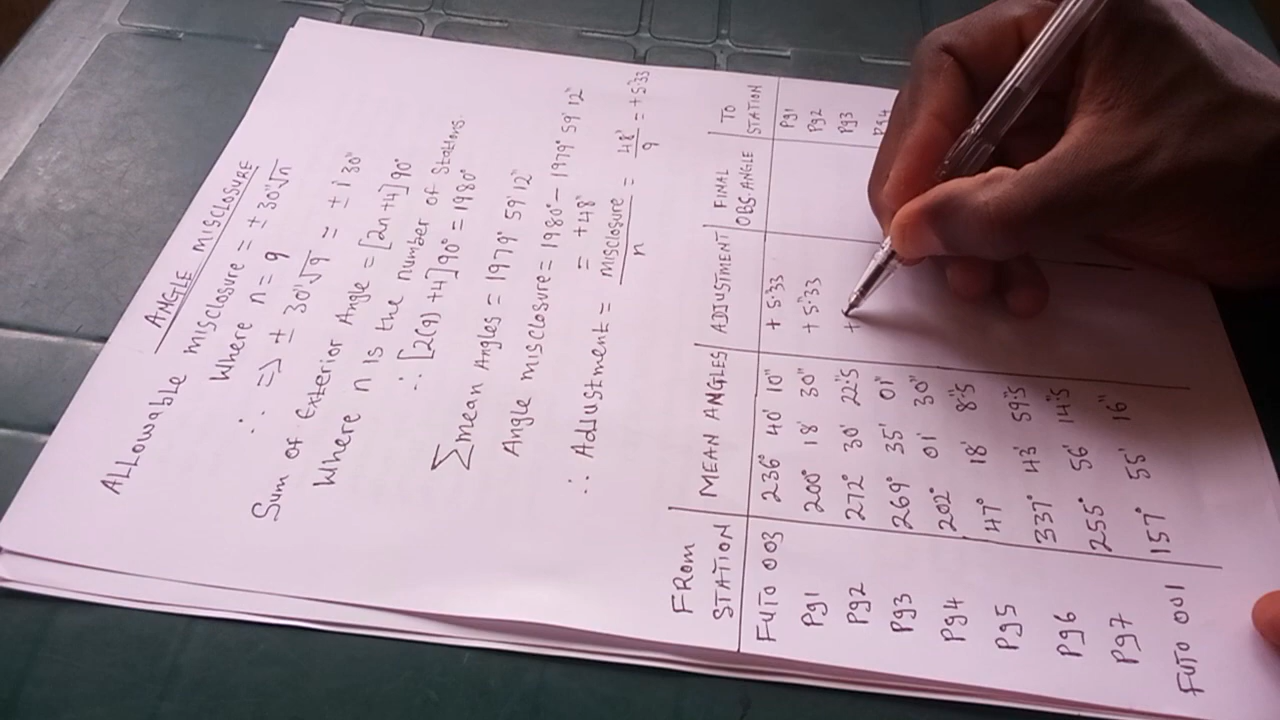 ANGLE MISCLOSURE
Allowable misclosure = ± 30"√n
Where n = 9
∴ => ± 30"√9 = ± 1' 30"
Sum of Exterior Angle = [2n+4]90°
Where n is the number of Stations.
∴ [2(9)+4]90° = 1980°
∑mean Angles = 1979° 59' 12"
Angle misclosure = 1980° - 1979° 59' 12"
= +48"
∴ Adjustment = misclosure/n = 48"/9 = +5"33
FROM STATION | MEAN ANGLES | ADJUSTMENT | FINAL OBS. ANGLE | TO STATION
FUTO 003 | 236° 40' 10" | +5"33 | | Pg1
Pg1 | 200° 18' 30" | +5"33 | | Pg2
Pg2 | 272° 30' 22"5 | + | | Pg3
Pg3 | 269° 35' 01" | | | Pg4
Pg4 | 202° 01' 30"
Pg5 | 47° 18' 8"5
Pg6 | 337° 43' 59"5
Pg7 | 255° 56' 14"5
FUTO 001 | 157° 55' 16"